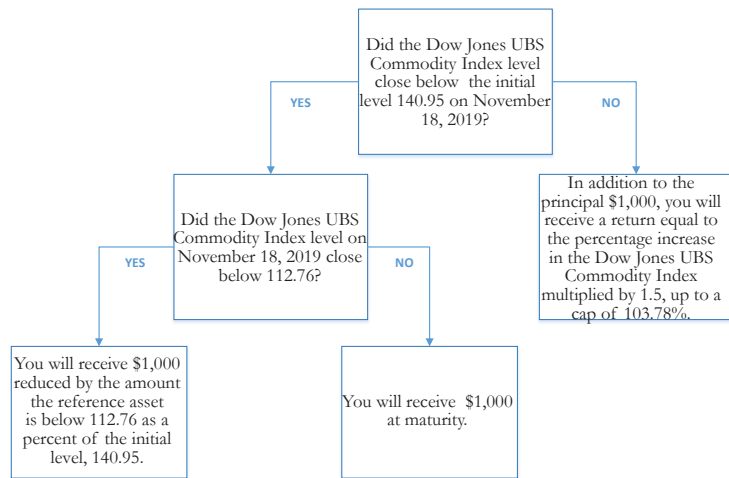 Did the Dow Jones UBS
Commodity Index level
close below the initial
level 140.95 on November
18, 2019?
YES
NO
Did the Dow Jones UBS
Commodity Index level on
November 18, 2019 close
below 112.76?
In addition to the
principal $1,000, you will
receive a return equal to
the percentage increase
in the Dow Jones UBS
Commodity Index
multiplied by 1.5, up to a
cap of 103.78%.
YES
NO
You will receive $1,000
reduced by the amount
the reference asset
is below 112.76 as a
percent of the initial
level, 140.95.
You will receive $1,000
at maturity.